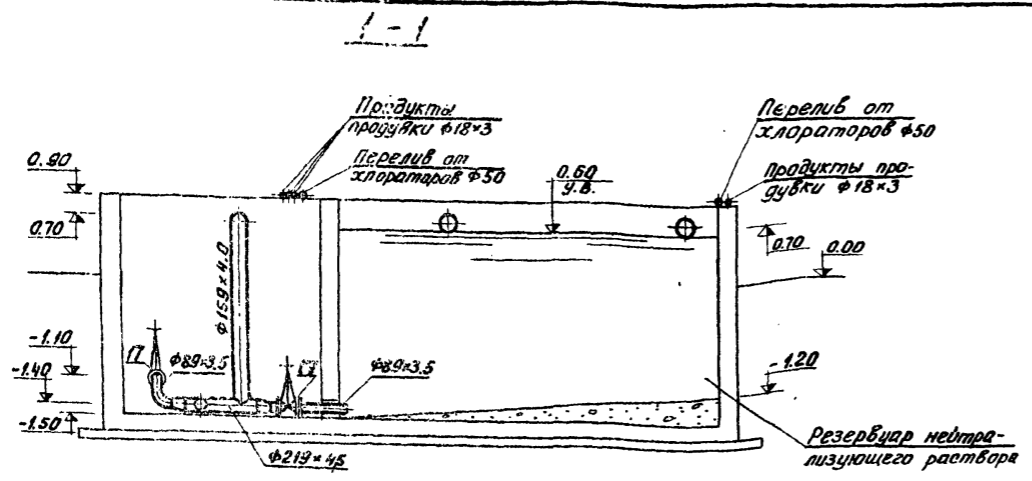 1 - 1
Продукты
продувки ф18×3
Перелив от
хлораторов ф50
0.60
у.в.
Перелив от
хлораторов ф50
Продукты про-
дувки ф18×3
0.90
0.70
0.70
0.00
ф159×4.0
-1.10
17
ф89×3.5
-1.40
-1.50
ф89×3.5
-1.20
ф219×45
Резервуар нейтра-
лизующего раствора